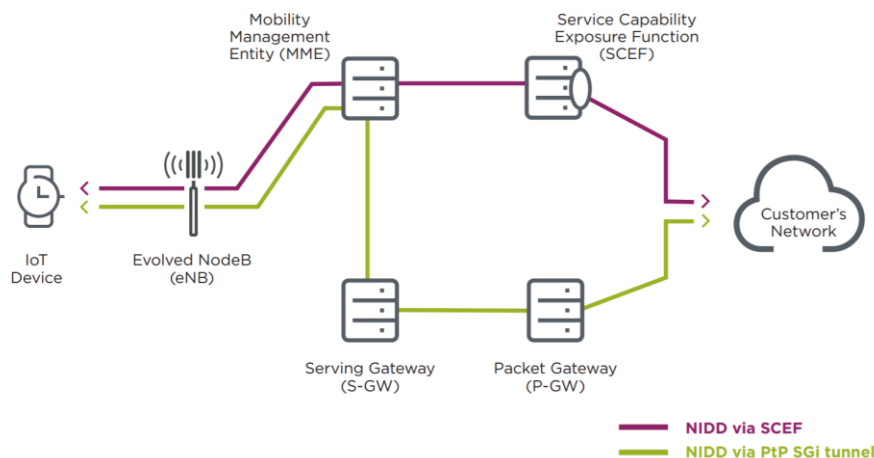 Mobility
Management
Entity (MME)
Service Capability
Exposure Function
(SCEF)
IoT
Device
Evolved NodeB
(eNB)
Customer's
Network
Serving Gateway
(S-GW)
Packet Gateway
(P-GW)
NIDD via SCEF
NIDD via PtP SGi tunnel